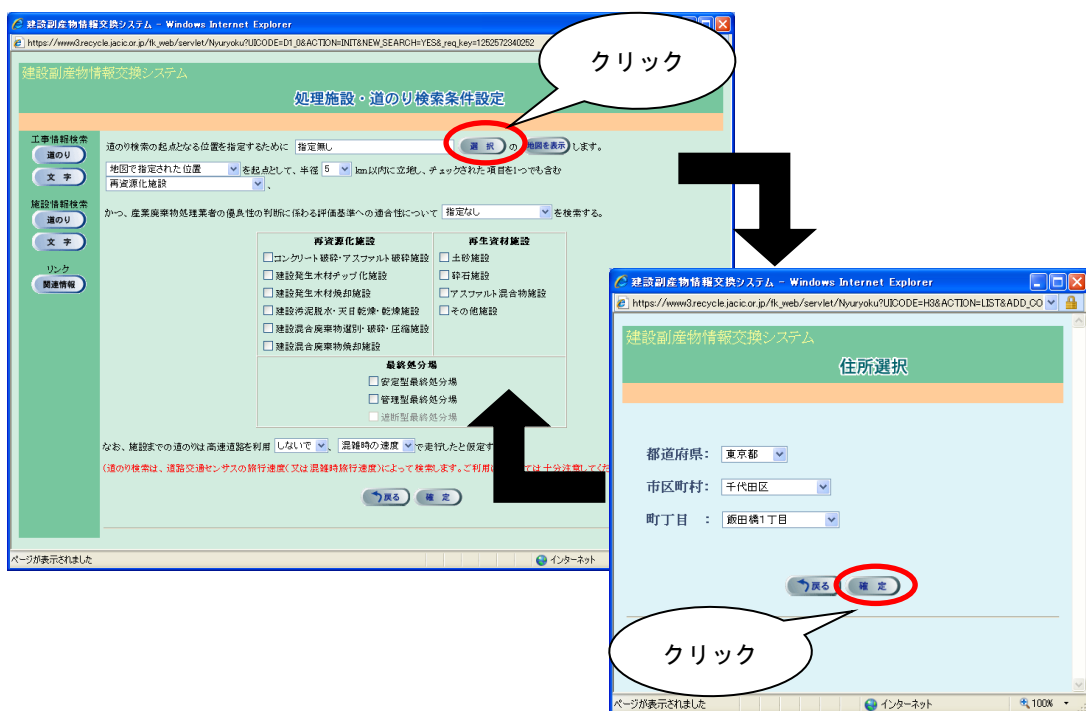 建設副産物情報交換システム - Windows Internet Explorer
https://www3.recycle.jacic.or.jp/fk_web/servlet/Nyuryoku?UICODE=D1_0&ACTION=INIT&NEW_SEARCH=YES&_req_key=1252572340252
クリック
建設副産物情報交換システム
処理施設・道のり検索条件設定
工事情報検索
道のり
文 字
施設情報検索
道のり
文 字
リンク
関連情報
道のり検索の起点となる位置を指定するために 指定無し 選 択 の 地図を表示 します。
地図で指定された位置 を起点として、半径 5 km以内に立地し、チェックされた項目を1つでも含む
再資源化施設 、
かつ、産業廃棄物処理業者の優良性の判断に係わる評価基準への適合性について 指定なし を検索する。
再資源化施設 再生資材施設
コンクリート破砕・アスファルト破砕施設 土砂施設
建設発生木材チップ化施設 砕石施設
建設発生木材焼却施設 アスファルト混合物施設
建設汚泥脱水・天日乾燥・乾燥施設 その他施設
建設混合廃棄物選別・破砕・圧縮施設
建設混合廃棄物焼却施設
最終処分場
安定型最終処分場
管理型最終処分場
遮断型最終処分場
なお、施設までの道のりは高速道路を利用 しないで 、 混雑時の速度 で走行したと仮定す
(道のり検索は、道路交通センサスの旅行速度(又は混雑時旅行速度)によって検索します。ご利用に ては十分注意してくだ
戻る 確 定
ページが表示されました インターネット
建設副産物情報交換システム - Windows Internet Explorer
https://www3.recycle.jacic.or.jp/fk_web/servlet/Nyuryoku?UICODE=H3&ACTION=LIST&ADD_CO
建設副産物情報交換システム
住所選択
都道府県: 東京都
市区町村: 千代田区
町丁目 : 飯田橋1丁目
戻る 確 定
クリック
ページが表示されました インターネット 100%